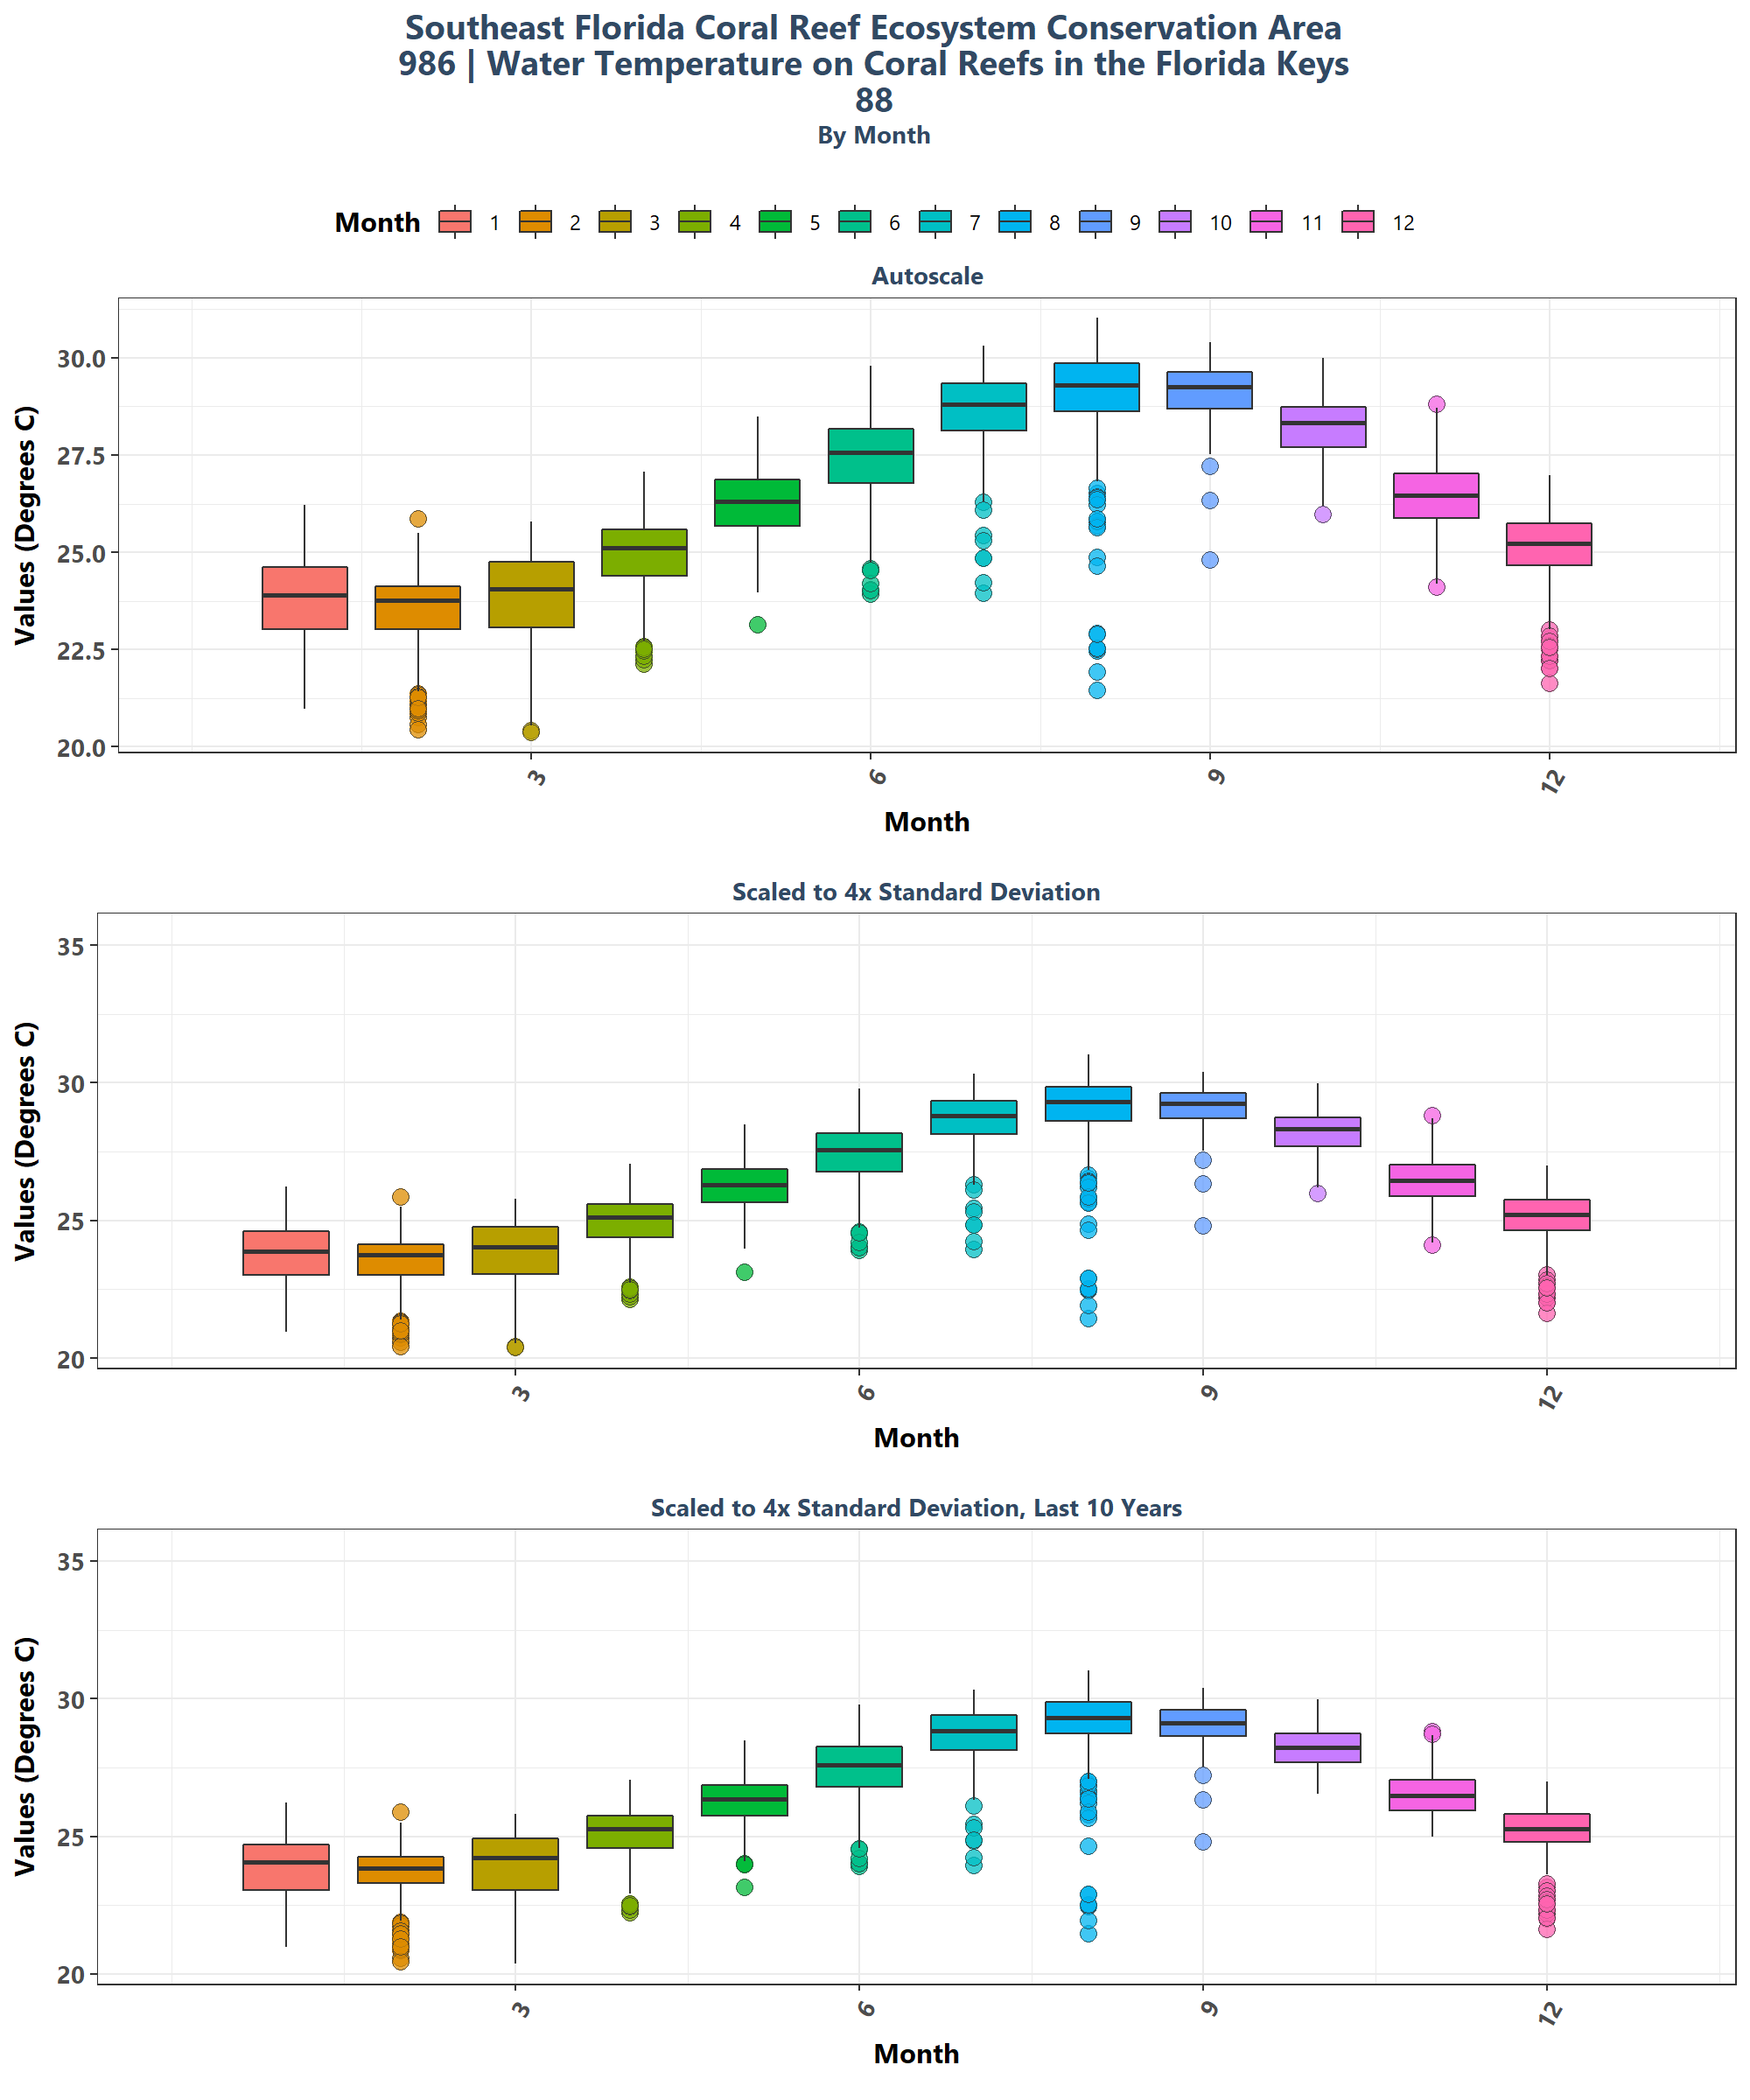 Southeast Florida Coral Reef Ecosystem Conservation Area
986 | Water Temperature on Coral Reefs in the Florida Keys
88
By Month
Month 1 2 3 4 5 6 7 8 9 10 11 12
Autoscale
Values (Degrees C)
30.0
27.5
25.0
22.5
20.0
3 6 9 12
Month
Scaled to 4x Standard Deviation
Values (Degrees C)
35
30
25
20
3 6 9 12
Month
Scaled to 4x Standard Deviation, Last 10 Years
Values (Degrees C)
35
30
25
20
3 6 9 12
Month